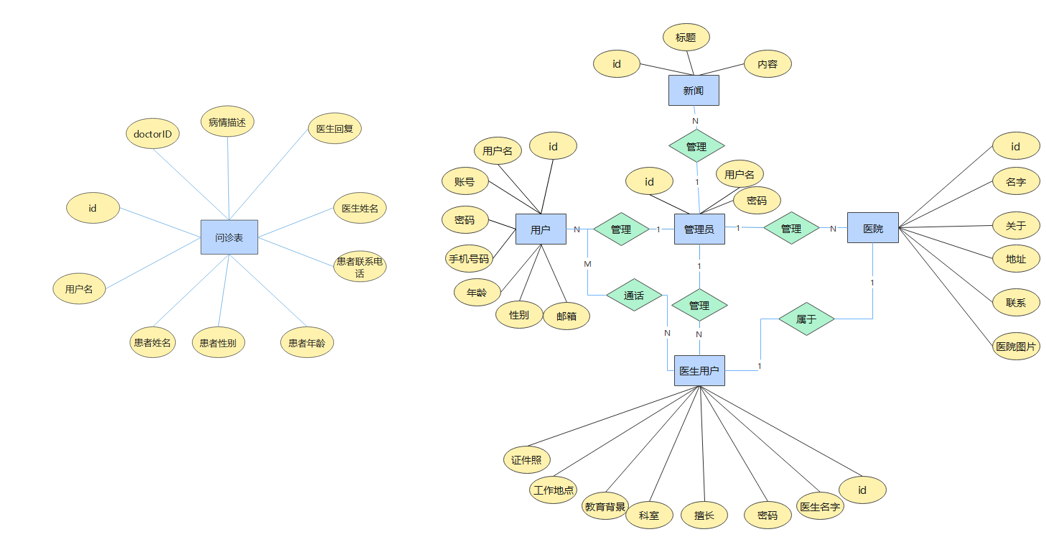 doctorID
病情描述
医生回复
id
医生姓名
问诊表
患者联系电
话
用户名
患者姓名
患者性别
患者年龄
标题
id
内容
新闻
N
管理
1
用户名
id
账号
密码
手机号码
年龄
性别
邮箱
用户
N
管理
1
id
用户名
密码
管理员
1
管理
N
医院
id
名字
关于
地址
联系
医院图片
M
通话
N
1
管理
N
1
属于
1
医生用户
证件照
工作地点
教育背景
科室
擅长
密码
医生名字
id